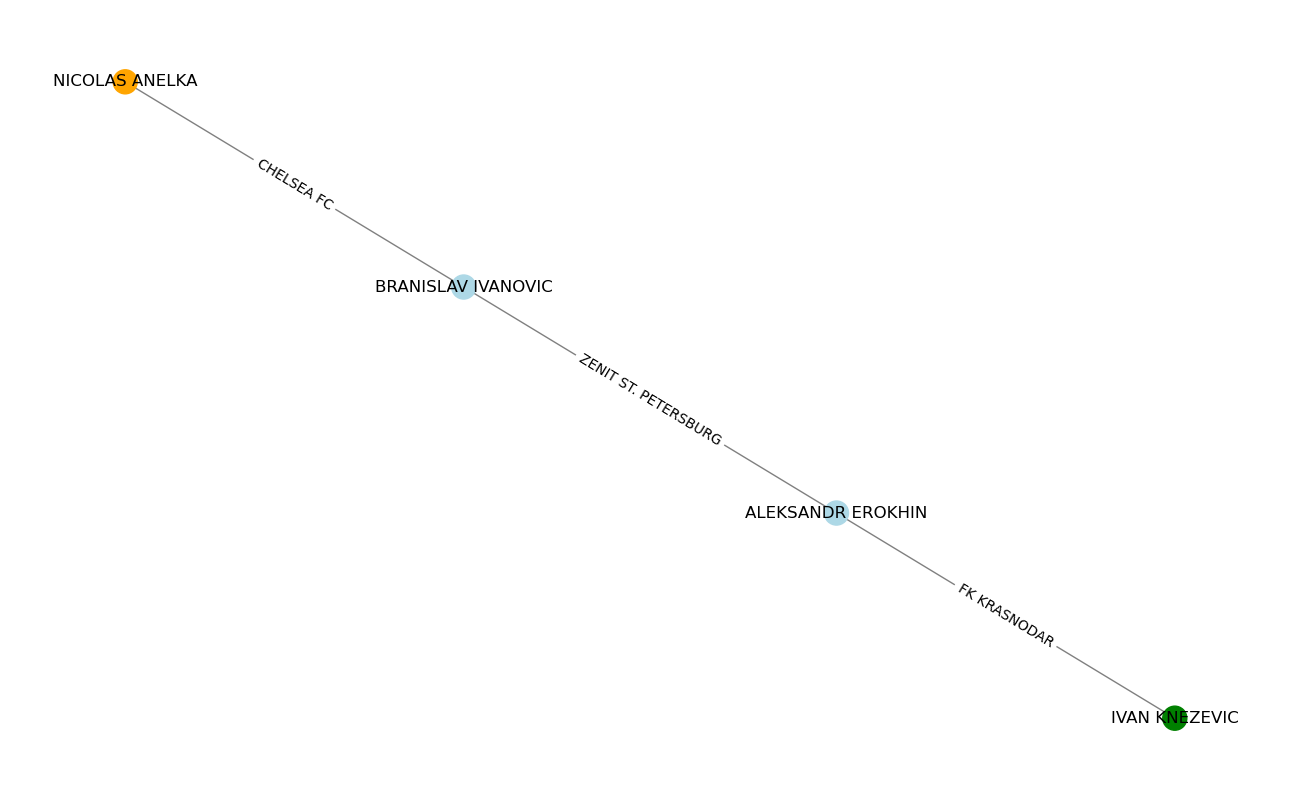 NICOLAS ANELKA
CHELSEA FC
BRANISLAV IVANOVIC
ZENIT ST. PETERSBURG
ALEKSANDR EROKHIN
FK KRASNODAR
IVAN KNEZEVIC